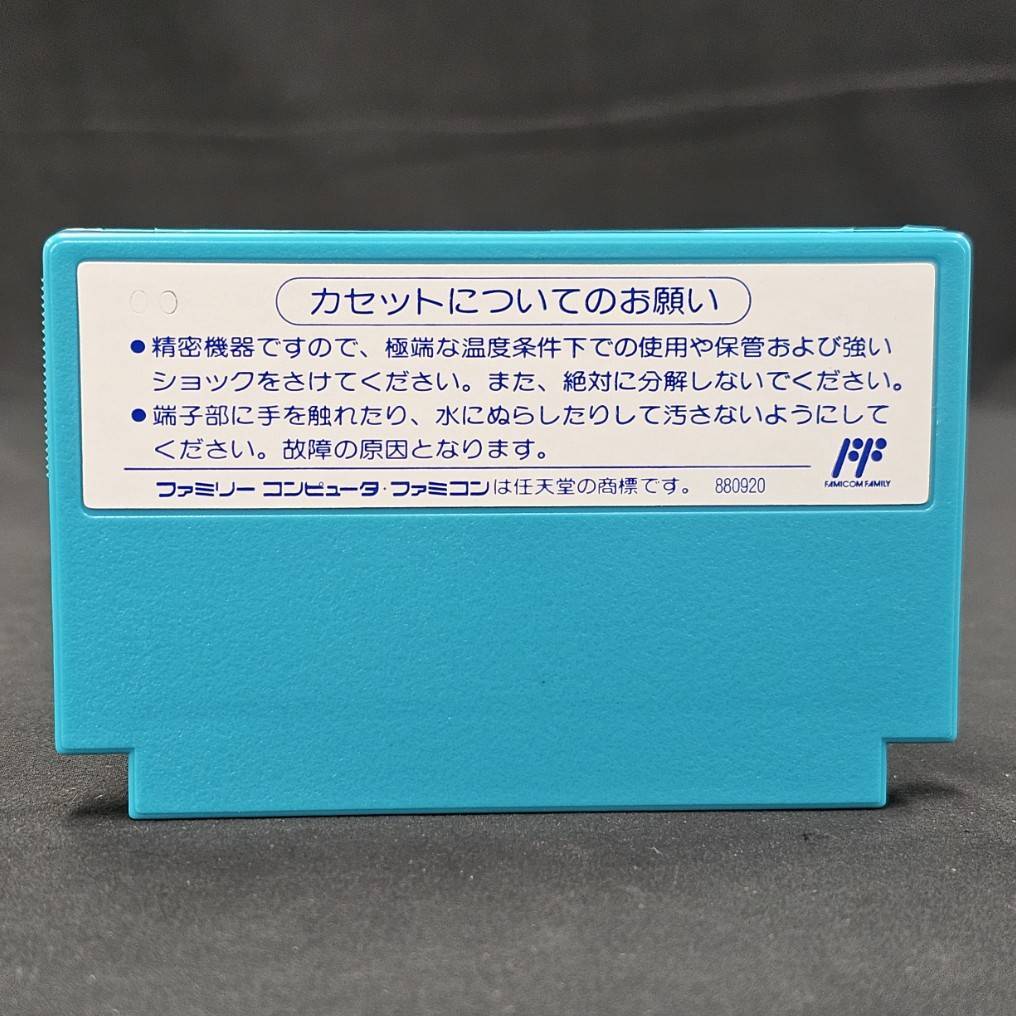 カセットについてのお願い
●精密機器ですので、極端な温度条件下での使用や保管および強い
ショックをさけてください。また、絶対に分解しないでください。
●端子部に手を触れたり、水にぬらしたりして汚さないようにして
ください。故障の原因となります。
FAMICOM FAMILY
ファミリーコンピュータ・ファミコンは任天堂の商標です。 880920
00